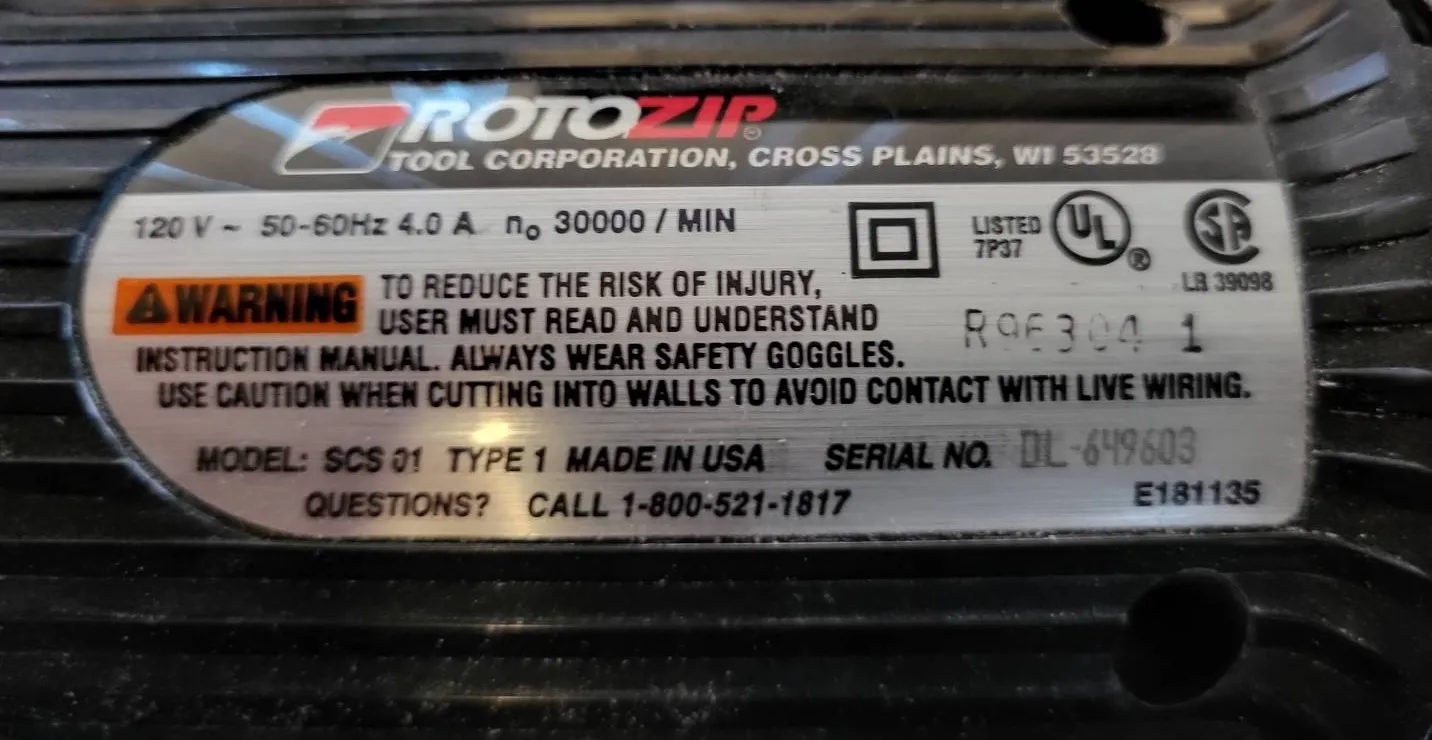 ROTOZIP®
TOOL CORPORATION, CROSS PLAINS, WI 53528
120 V ~ 50-60Hz 4.0 A n₀ 30000 / MIN
LISTED
7P37
UL®
SA
LR 39098
⚠WARNING
TO REDUCE THE RISK OF INJURY,
USER MUST READ AND UNDERSTAND
INSTRUCTION MANUAL. ALWAYS WEAR SAFETY GOGGLES.
USE CAUTION WHEN CUTTING INTO WALLS TO AVOID CONTACT WITH LIVE WIRING.
1
MODEL: SCS 01 TYPE 1 MADE IN USA SERIAL NO. DL-649603
QUESTIONS? CALL 1-800-521-1817
E181135